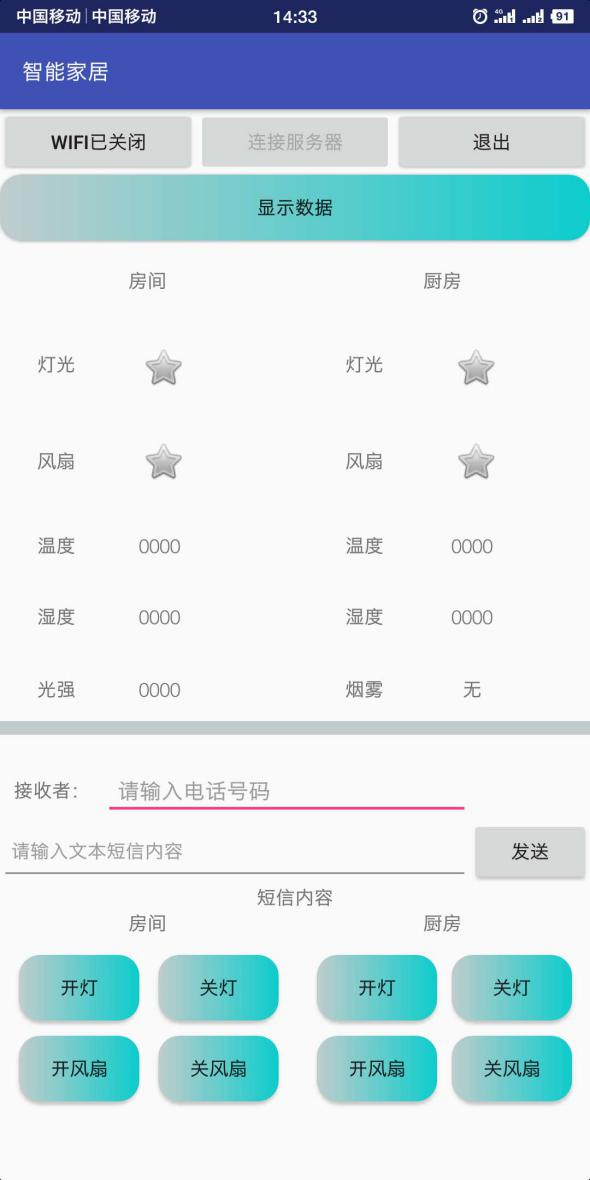 中国移动 | 中国移动 14:33 4G 91
智能家居
WIFI已关闭 连接服务器 退出
显示数据
房间 厨房
灯光 灯光
风扇 风扇
温度 0000 温度 0000
湿度 0000 湿度 0000
光强 0000 烟雾 无
接收者: 请输入电话号码
请输入文本短信内容 发送
短信内容
房间 厨房
开灯 关灯 开灯 关灯
开风扇 关风扇 开风扇 关风扇